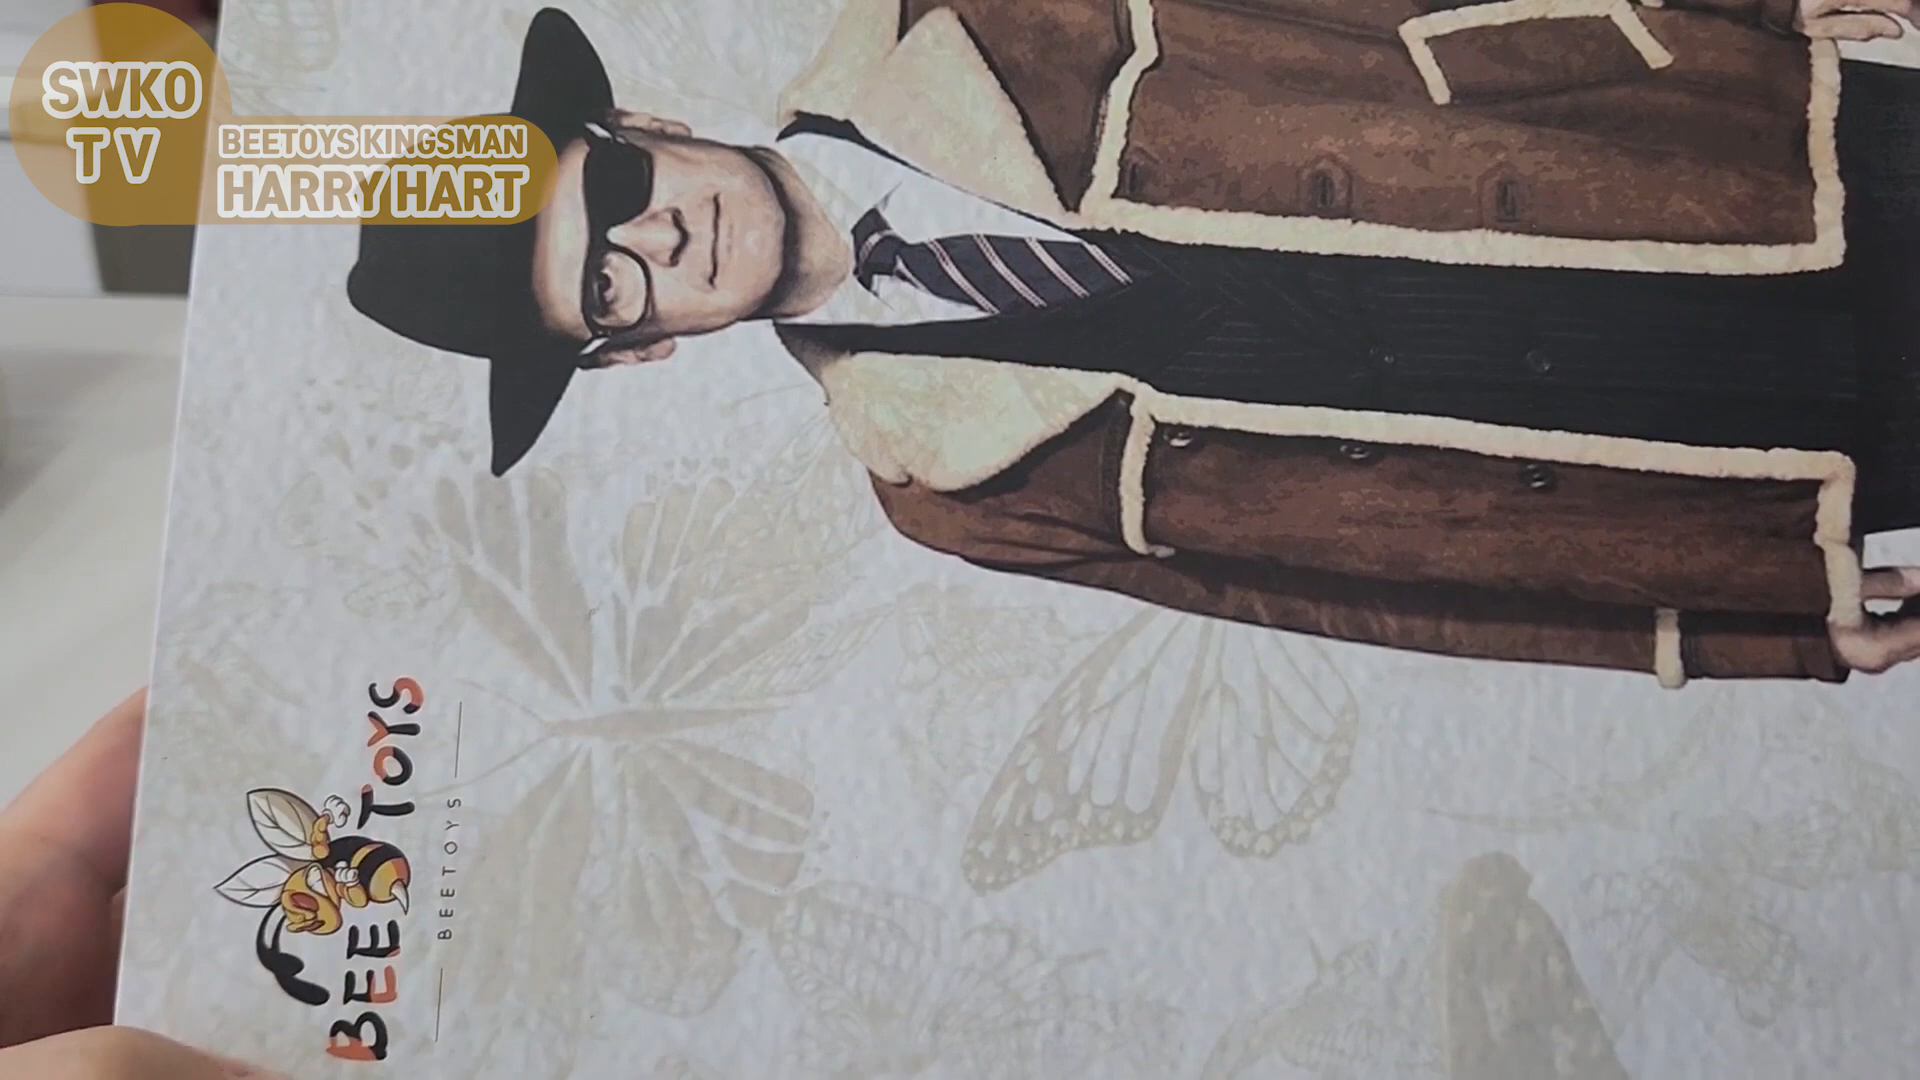 SWKO
TV
BEETOYS KINGSMAN
HARRY HART
BEE TOYS
BEETOYS